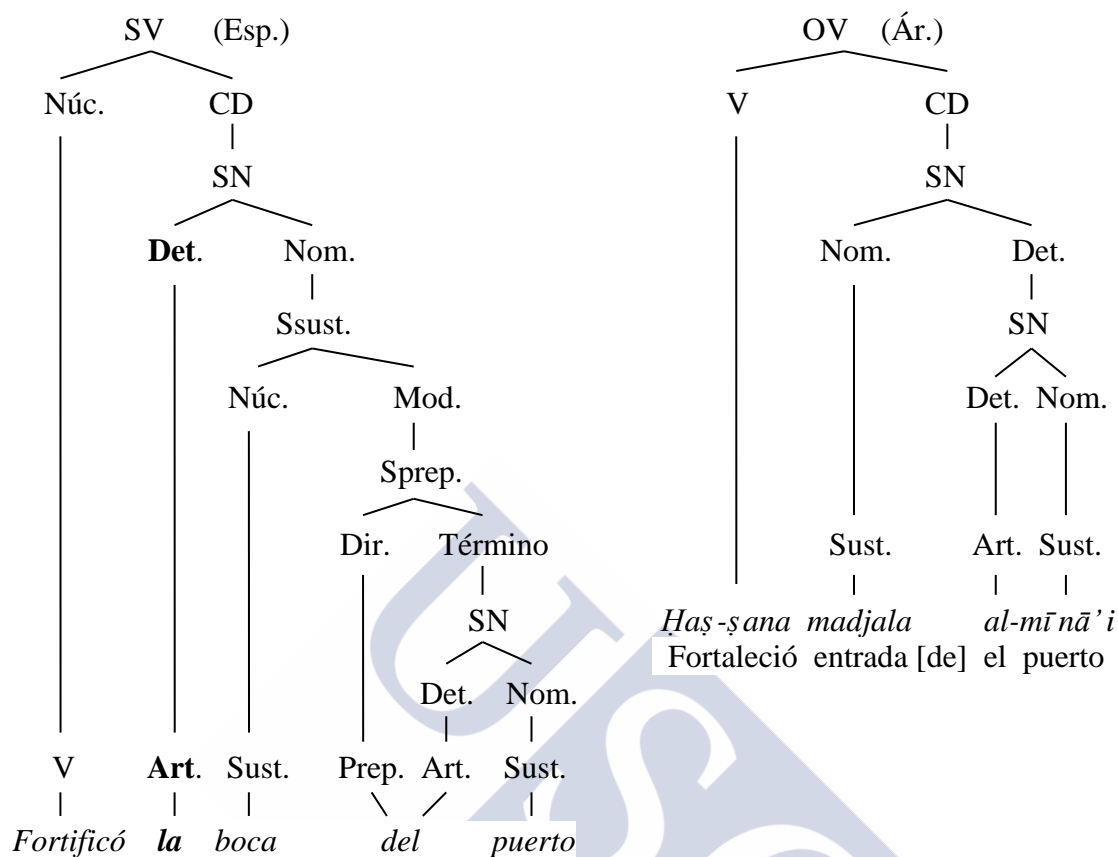 SV (Esp.) OV (Ár.)
Núc. CD V CD
SN SN
Det. Nom. Nom. Det.
Ssust. SN
Núc. Mod. Det. Nom.
Sprep.
Dir. Término Sust. Art. Sust.
SN Ḥaṣ-ṣana madjala al-mīnā’i
Fortaleció entrada [de] el puerto
Det. Nom.
V Art. Sust. Prep. Art. Sust.
Fortificó la boca del puerto
USC